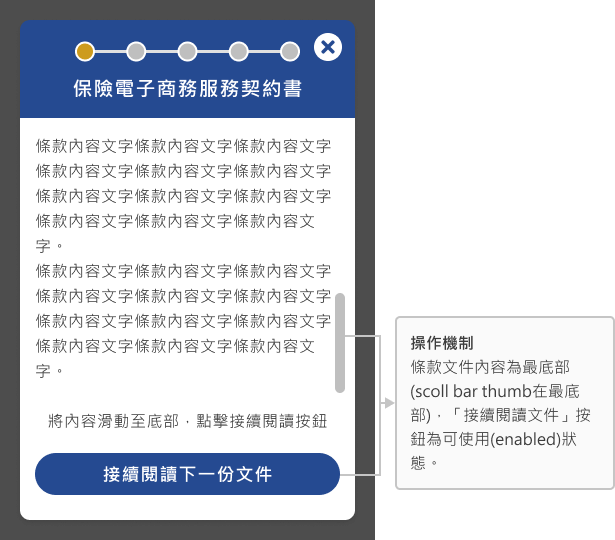 保險電子商務服務契約書
條款內容文字條款內容文字條款內容文字
條款內容文字條款內容文字條款內容文字
條款內容文字條款內容文字條款內容文字
條款內容文字條款內容文字條款內容文
字。
條款內容文字條款內容文字條款內容文字
條款內容文字條款內容文字條款內容文字
條款內容文字條款內容文字條款內容文字
條款內容文字條款內容文字條款內容文
字。
將內容滑動至底部，點擊接續閱讀按鈕
接續閱讀下一份文件
操作機制
條款文件內容為最底部
(scoll bar thumb在最底
部)，「接續閱讀文件」按
鈕為可使用(enabled)狀
態。